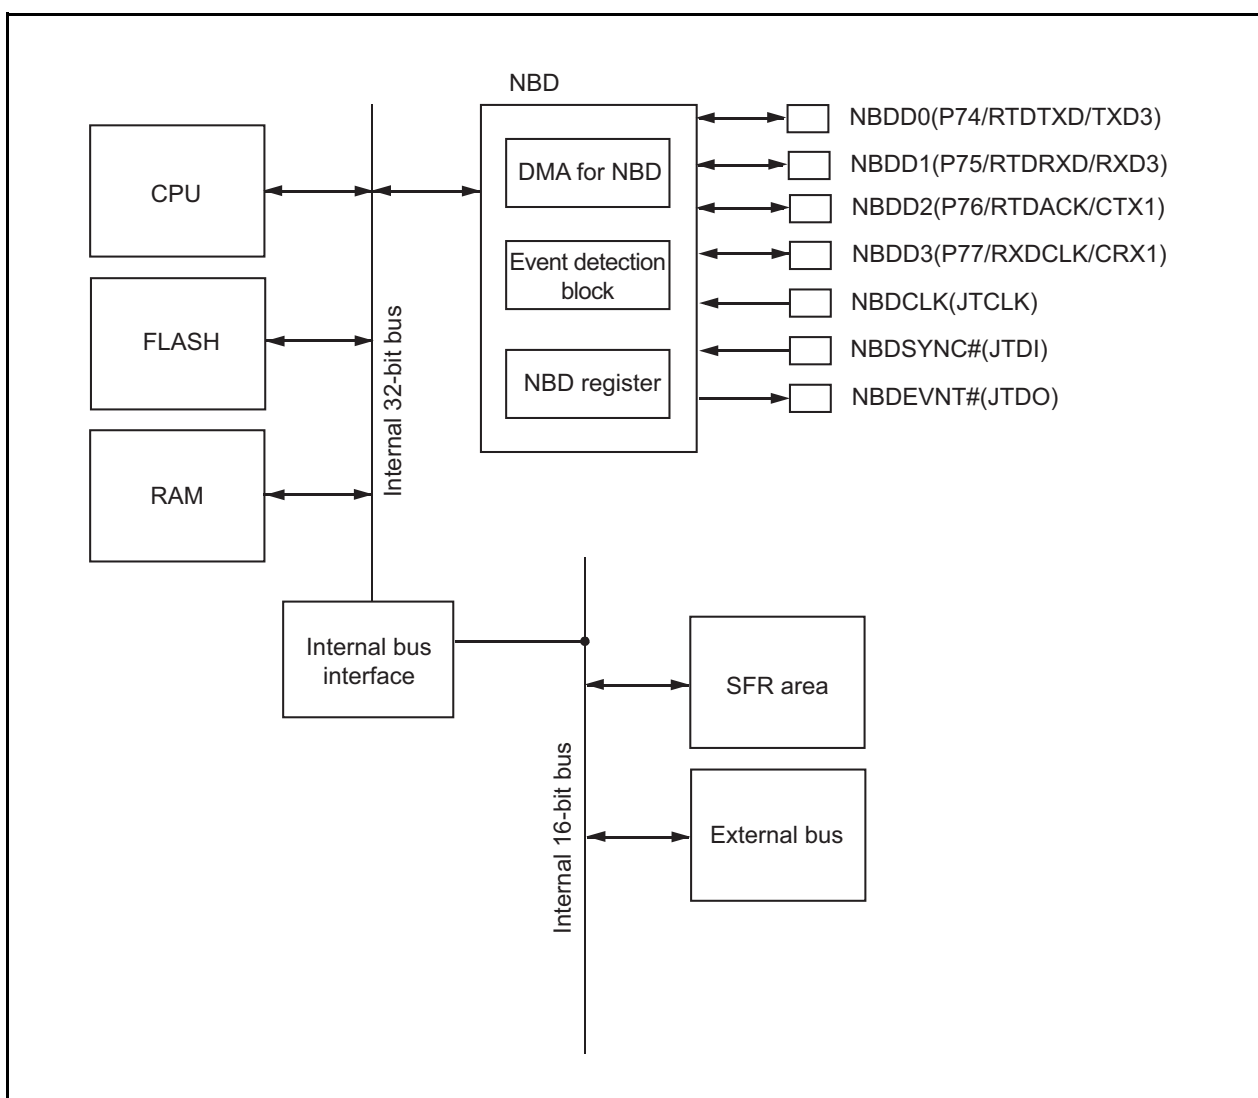 NBD
CPU
DMA for NBD
Event detection
block
NBD register
NBDD0(P74/RTDTXD/TXD3)
NBDD1(P75/RTDRXD/RXD3)
NBDD2(P76/RTDACK/CTX1)
NBDD3(P77/RXDCLK/CRX1)
NBDCLK(JTCLK)
NBDSYNC#(JTDI)
NBDEVNT#(JTDO)
FLASH
RAM
Internal 32-bit bus
Internal bus
interface
Internal 16-bit bus
SFR area
External bus